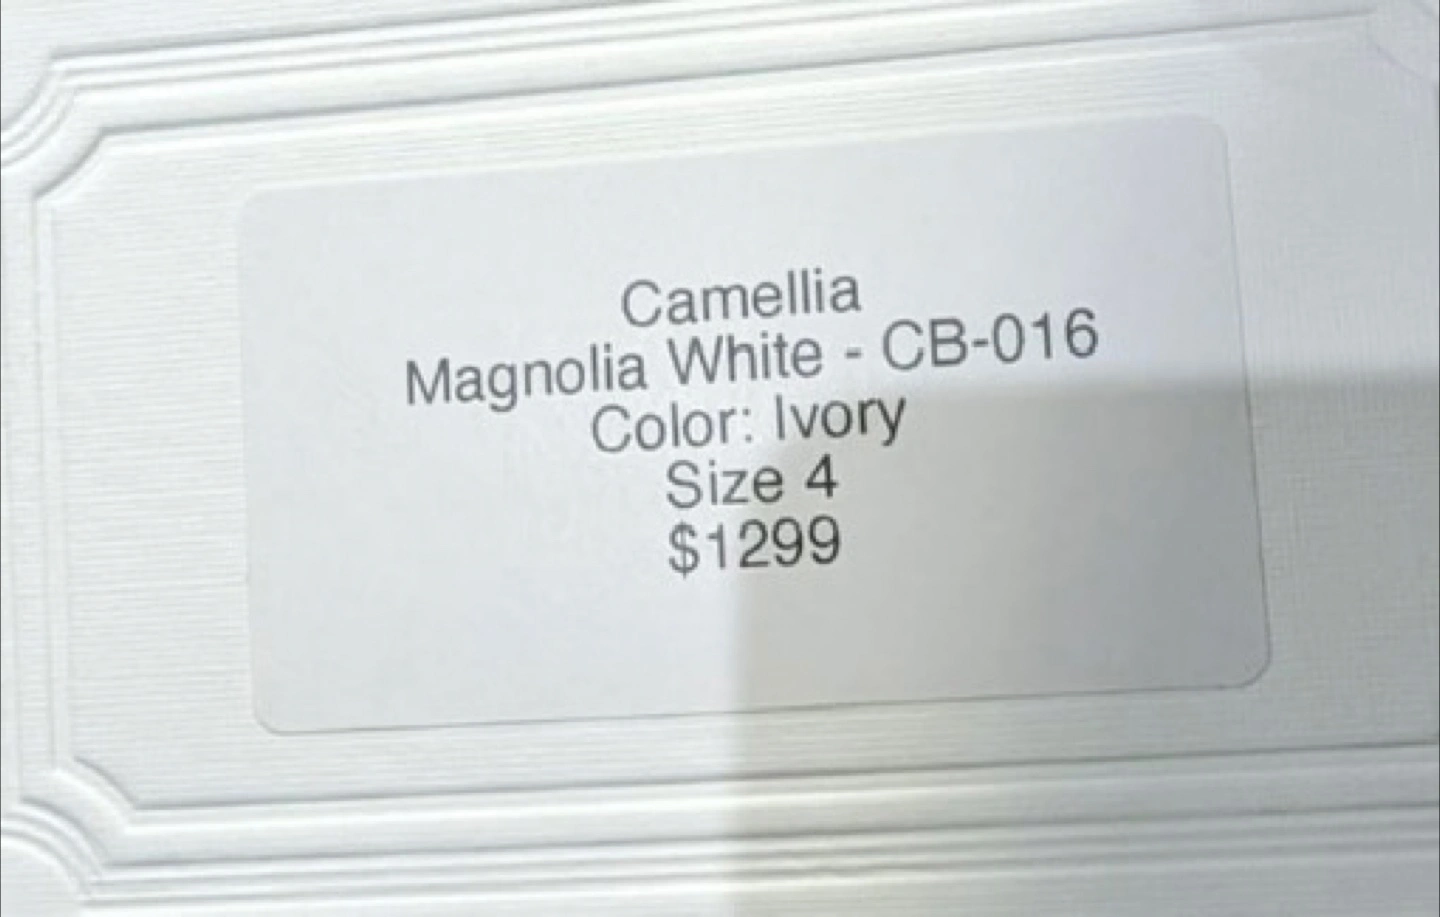 Camellia
Magnolia White - CB-016
Color: Ivory
Size 4
$1299